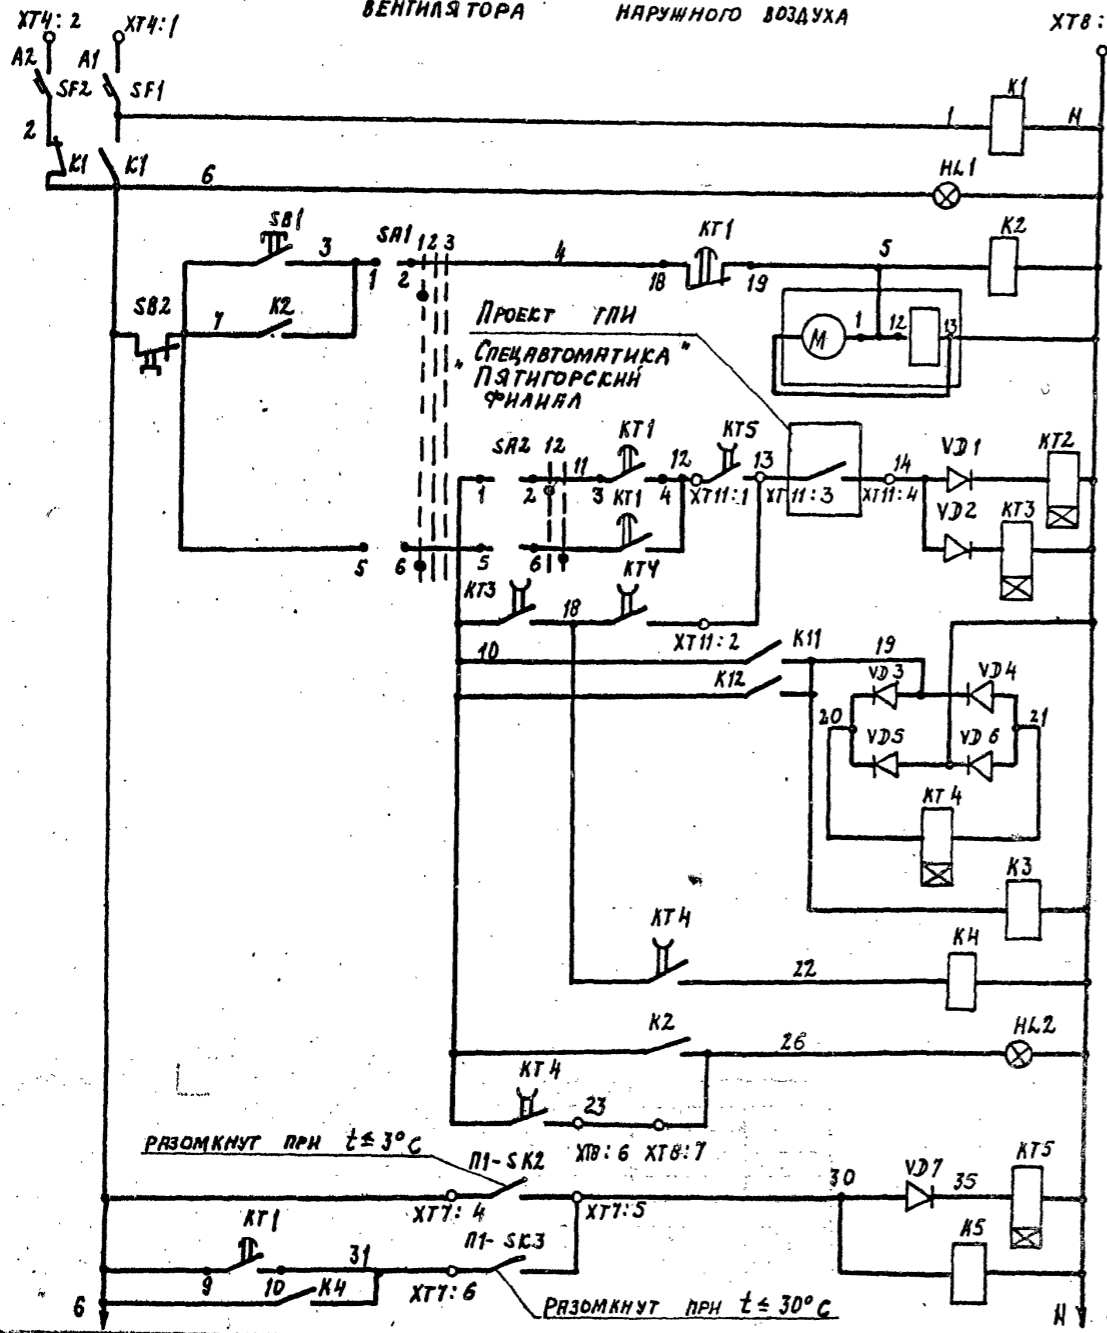 ВЕНТИЛЯТОРА НАРУЖНОГО ВОЗДУХА
XT4:2 XT4:1 XT8:
A2 A1
SF2 SF1
K1
1 Н
2
K1 K1
6
HL1
SB1
3 SA1 1 2 3
4
KT1
5
K2
1 2
18 19
SB2
7 K2
ПРОЕКТ ГПИ
"СПЕЦАВТОМАТИКА"
ПЯТИГОРСКИЙ
ФИЛИАЛ
M 1 12 13
SA2 12
11
KT1
12
KT5
13
14
VD1
KT2
1 2 3 4
XT11:1 XT11:3 XT11:4
KT1
VD2
KT3
5 6 5 6
KT3
18
KT4
XT11:2
10
K11
19
K12
VD3 VD4
20 21
VD5 VD6
KT4
K3
KT4
22
K4
K2
26
HL2
KT4
23
XT8:6 XT8:7
РАЗОМКНУТ ПРИ t≤3°C
П1-SK2
XT7:4 XT7:5
30
VD7
35
KT5
KT1
9 10
31
K4
П1-SK3
XT7:6
K5
РАЗОМКНУТ ПРИ t≤30°C
6 Н